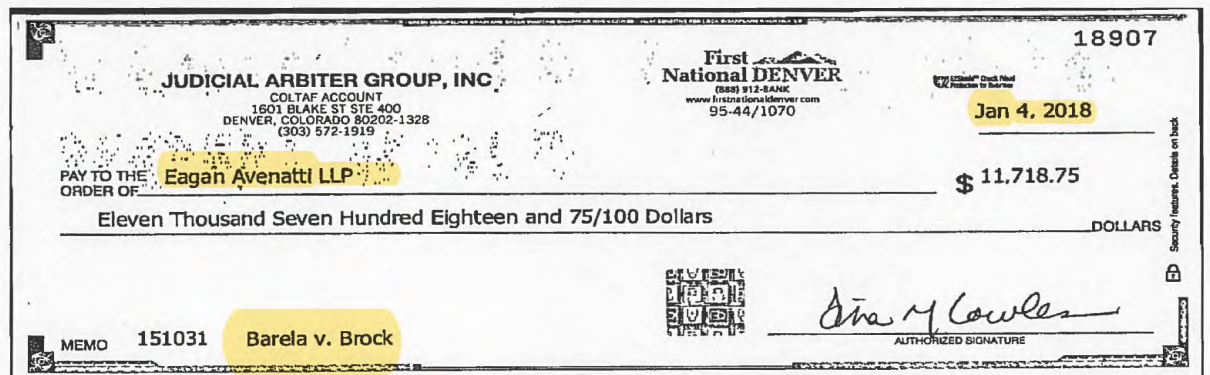 18907
JUDICIAL ARBITER GROUP, INC
COLTAF ACCOUNT
1601 BLAKE ST STE 400
DENVER, COLORADO 80202-1328
(303) 572-1919
First
National DENVER
(888) 912-BANK
www.firstnationaldenver.com
95-44/1070
Jan 4, 2018
PAY TO THE
ORDER OF Eagan Avenatti LLP $ 11,718.75
Eleven Thousand Seven Hundred Eighteen and 75/100 Dollars DOLLARS
Security features. Details on back
MEMO 151031 Barela v. Brock
AUTHORIZED SIGNATURE